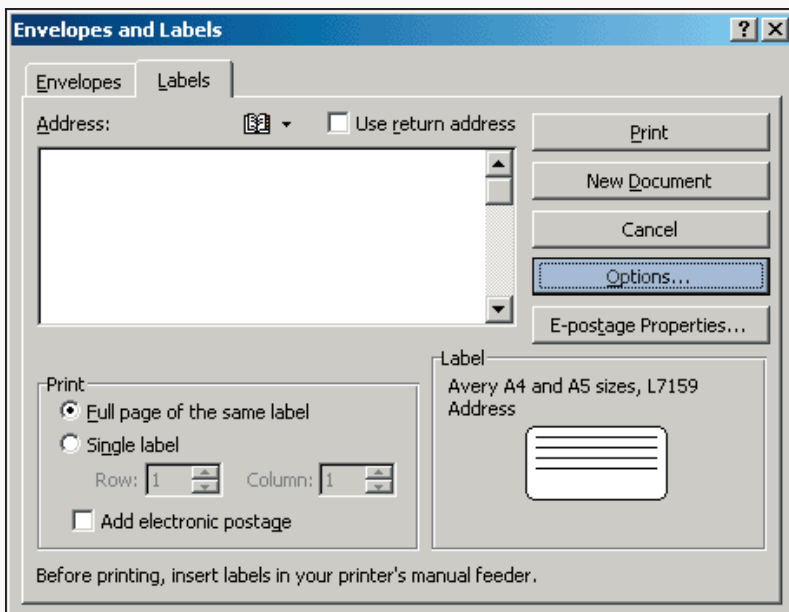 Envelopes and Labels
Envelopes Labels
Address: Use return address
Print
New Document
Cancel
Options...
E-postage Properties...
Print
Full page of the same label
Single label
Row: 1 Column: 1
Add electronic postage
Label
Avery A4 and A5 sizes, L7159
Address
Before printing, insert labels in your printer's manual feeder.